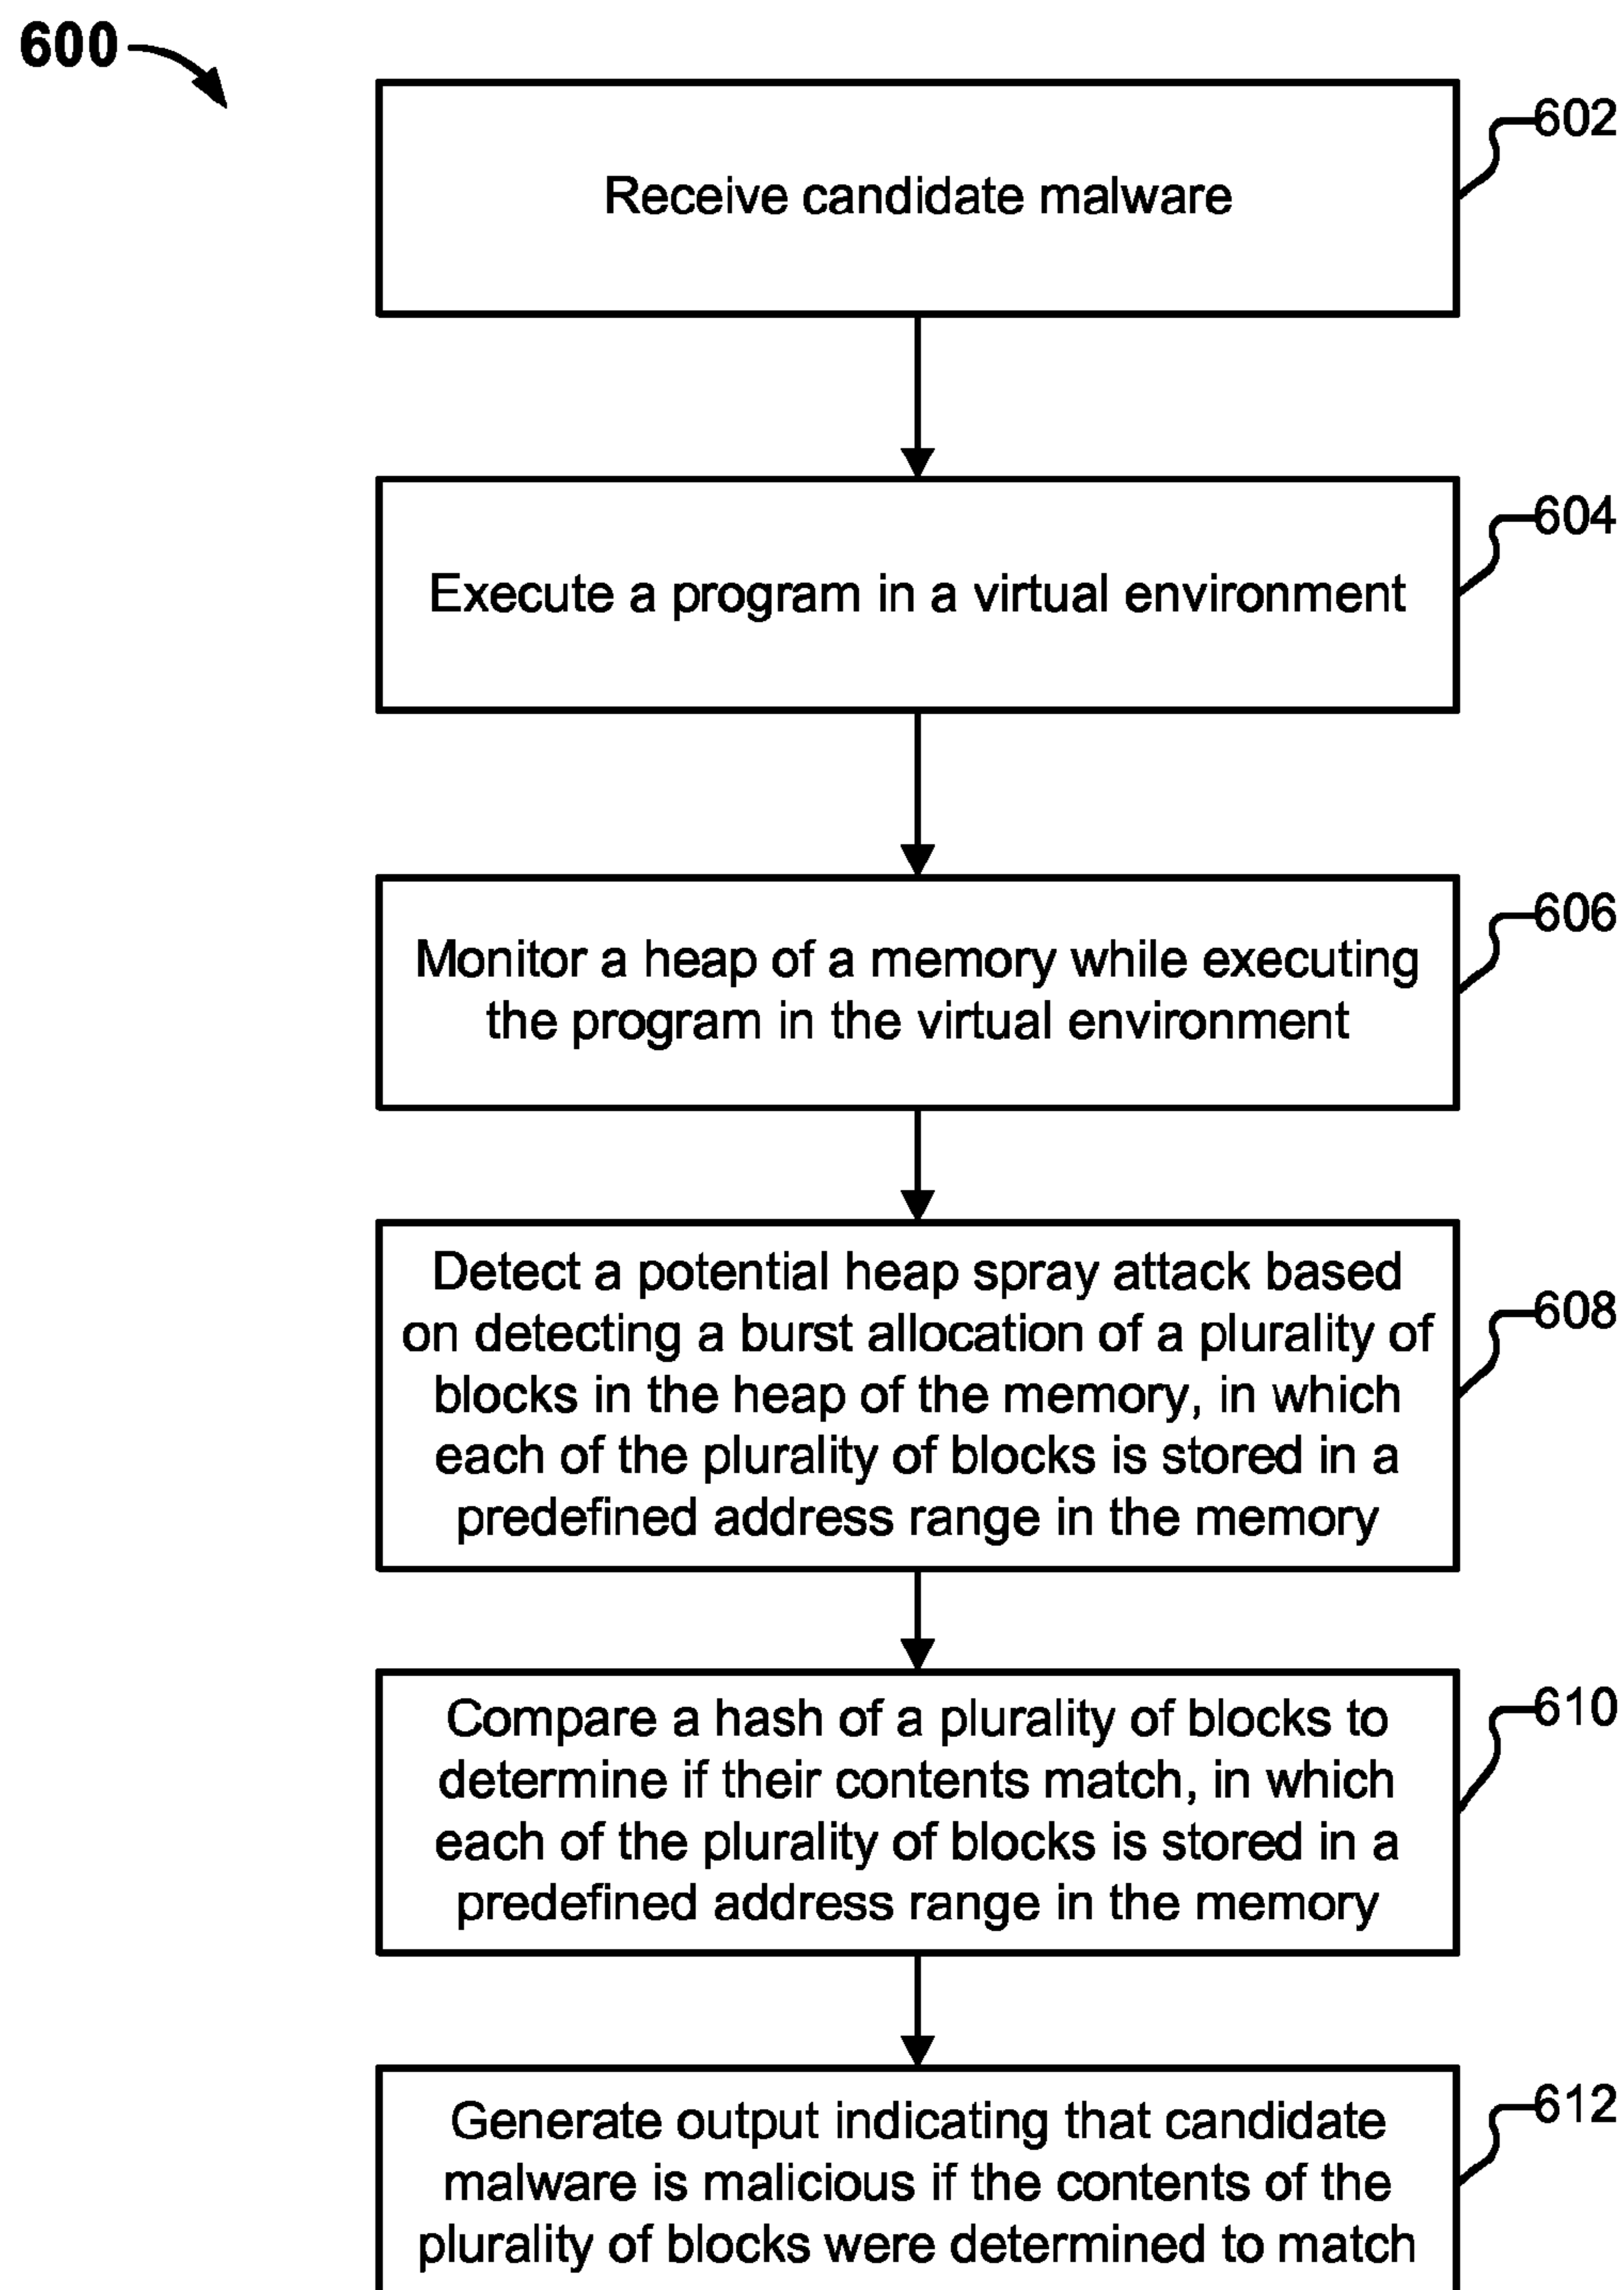 600
602
Receive candidate malware
604
Execute a program in a virtual environment
606
Monitor a heap of a memory while executing
the program in the virtual environment
608
Detect a potential heap spray attack based
on detecting a burst allocation of a plurality of
blocks in the heap of the memory, in which
each of the plurality of blocks is stored in a
predefined address range in the memory
610
Compare a hash of a plurality of blocks to
determine if their contents match, in which
each of the plurality of blocks is stored in a
predefined address range in the memory
612
Generate output indicating that candidate
malware is malicious if the contents of the
plurality of blocks were determined to match